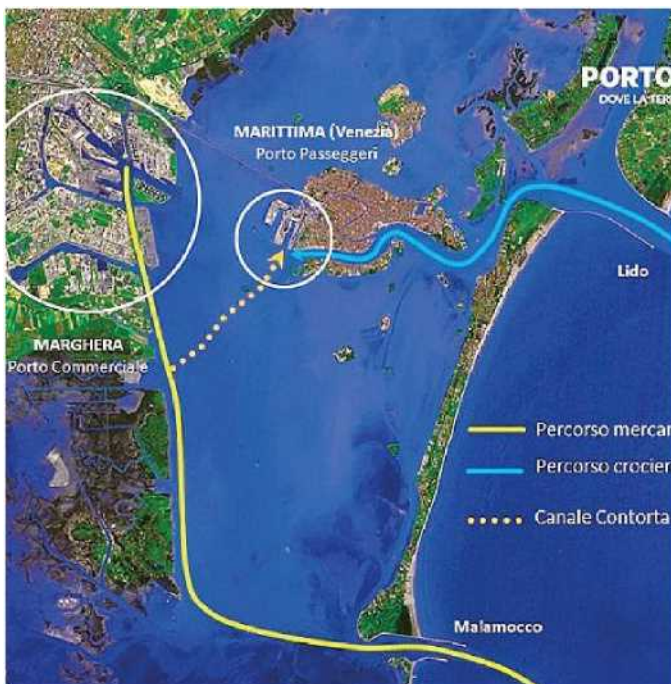 PORTO
DOVE LA TER
MARITTIMA (Venezia)
Porto Passeggeri
Lido
MARGHERA
Porto Commerciale
Percorso mercan
Percorso crocier
Canale Contorta
Malamocco